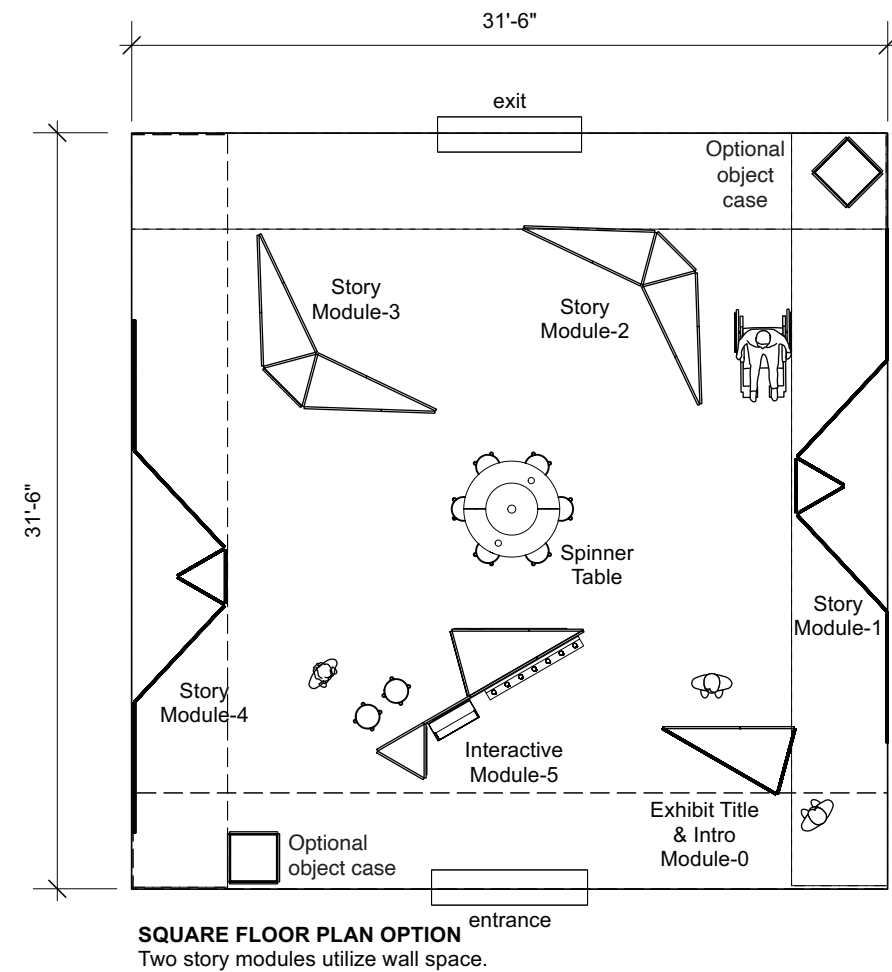 31'-6"
exit
Optional
object
case
Story
Module-3
Story
Module-2
31'-6"
Spinner
Table
Story
Module-1
Story
Module-4
Interactive
Module-5
Exhibit Title
& Intro
Module-0
Optional
object case
entrance
SQUARE FLOOR PLAN OPTION
Two story modules utilize wall space.